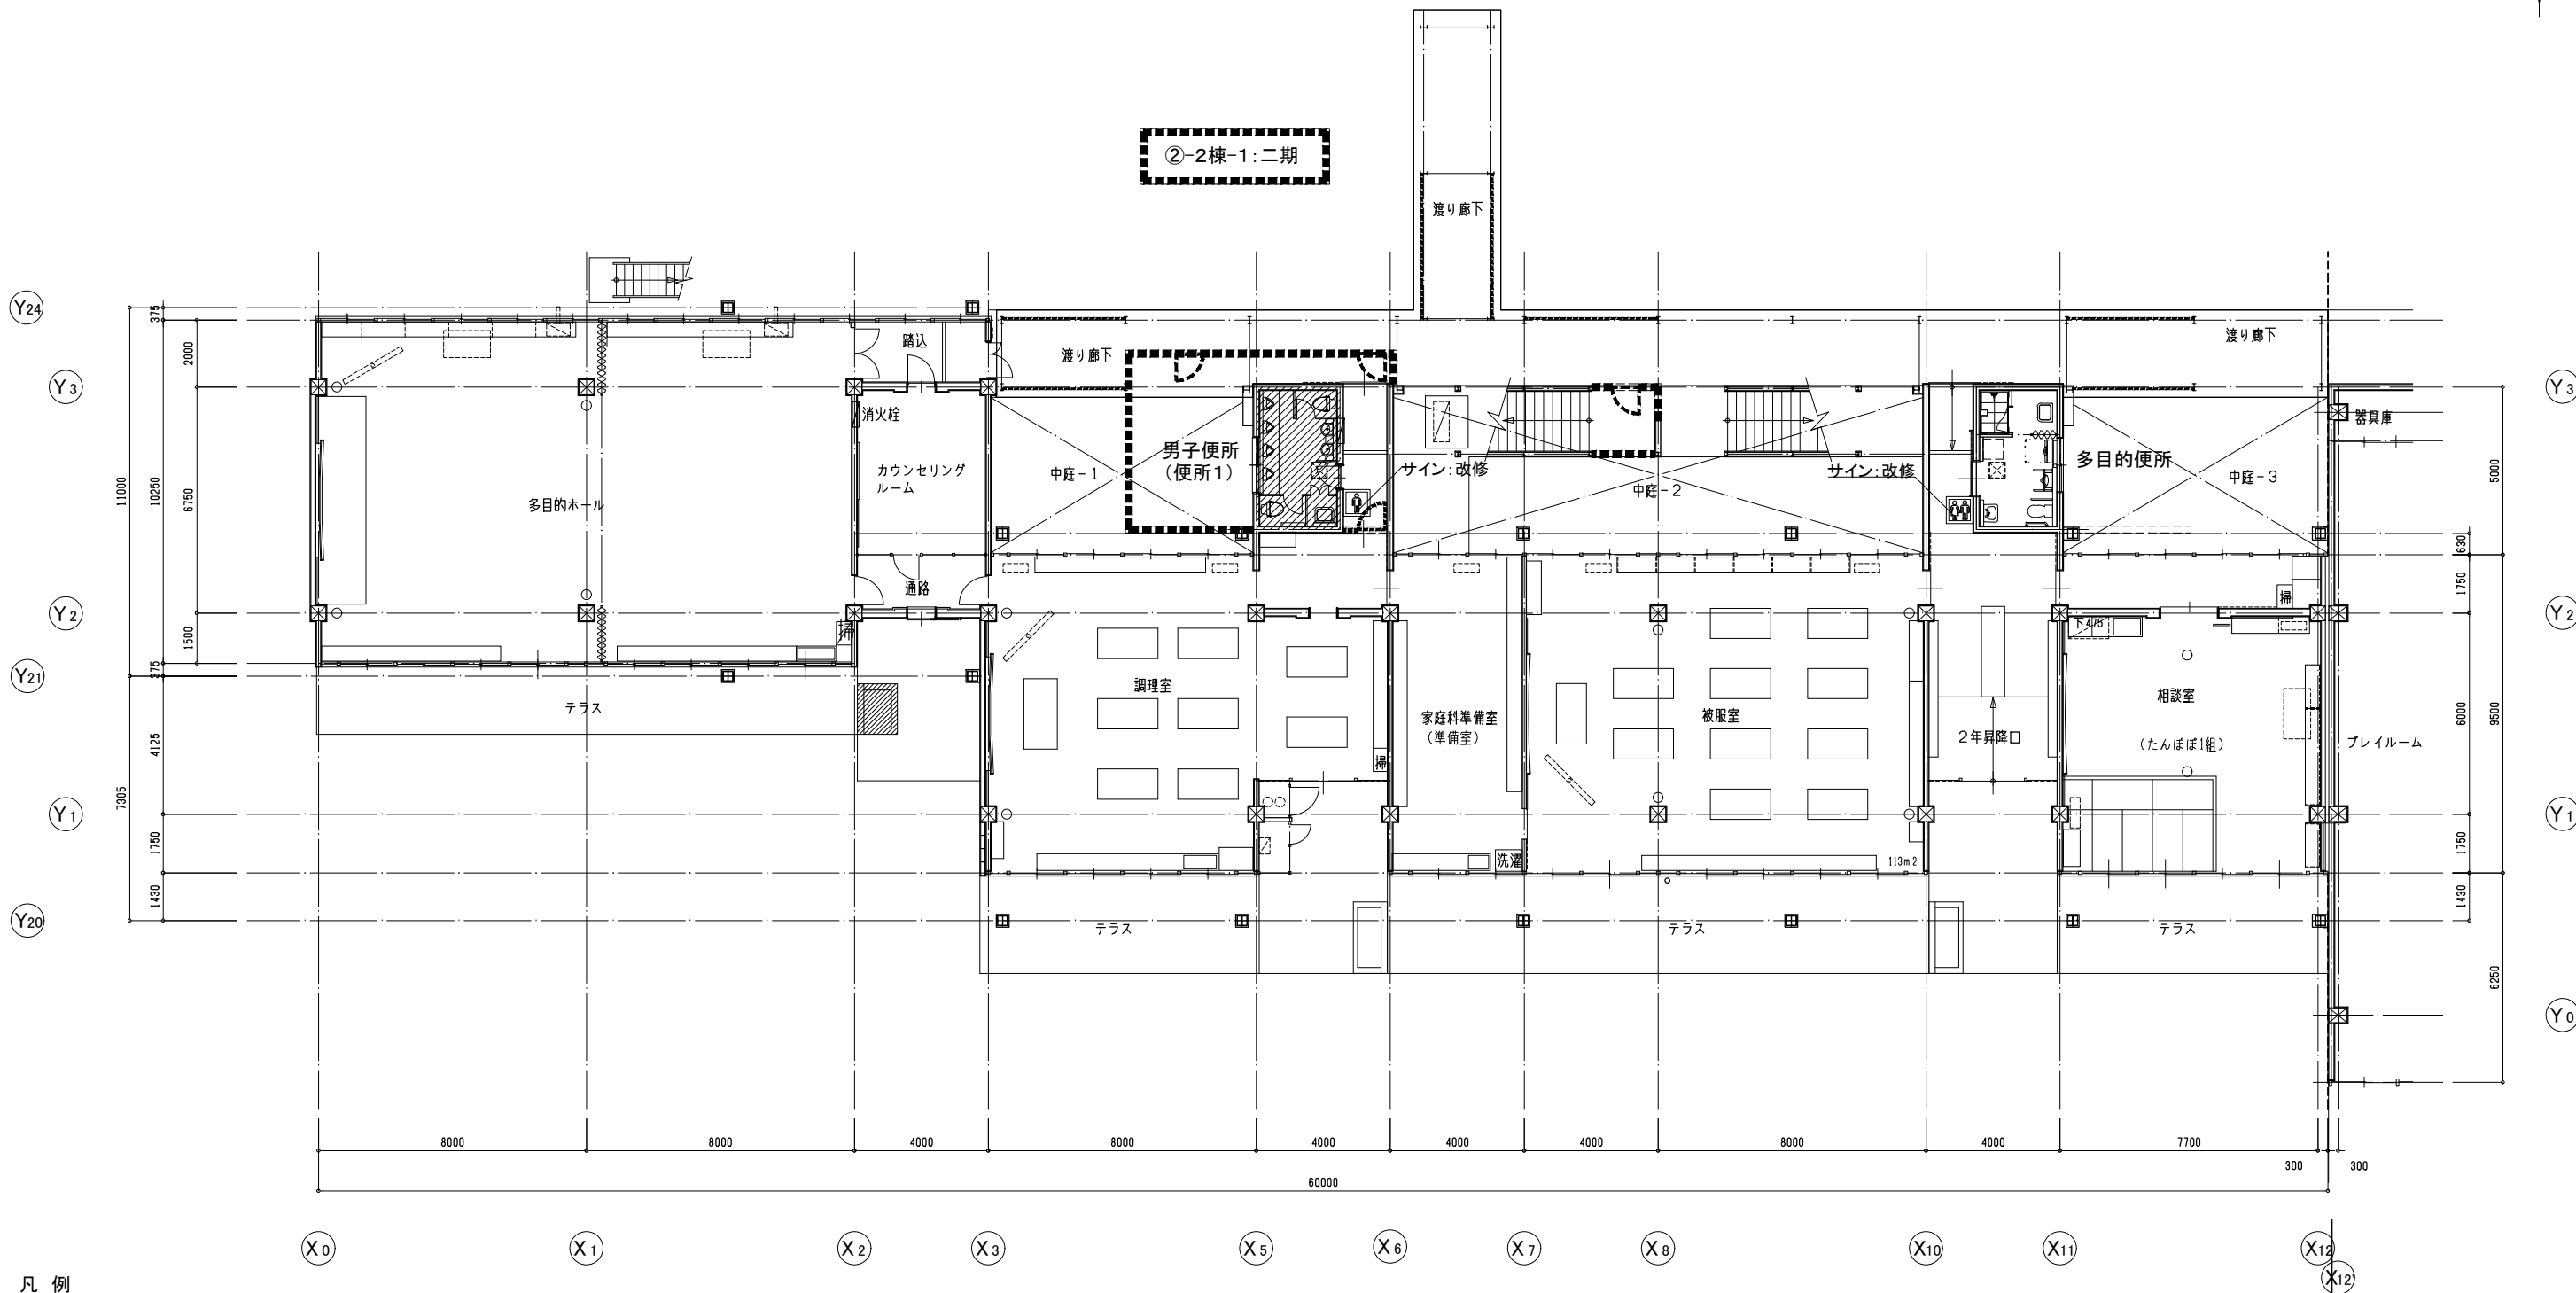 ②-2棟-1:二期
渡り廊下
Y24
375
2000
踏込
渡り廊下
渡り廊下
Y3
Y3
消火栓
器具庫
11000
10250
6750
多目的ホール
カウンセリング
ルーム
中庭-1
男子便所
(便所1)
サイン:改修
中庭-2
サイン:改修
多目的便所
中庭-3
5000
630
通路
1750
掃
Y2
Y2
1500
掃
下475
375
Y21
テラス
調理室
家庭科準備室
(準備室)
被服室
2年昇降口
相談室
(たんぽぽ1組)
プレイルーム
6000
9500
4125
7305
掃
Y1
Y1
1750
洗濯
113m2
1750
1430
1430
Y20
テラス
テラス
テラス
6250
Y0
8000
8000
4000
8000
4000
4000
4000
8000
4000
7700
300
300
60000
X0
X1
X2
X3
X5
X6
X7
X8
X10
X11
X12
X12'
凡 例